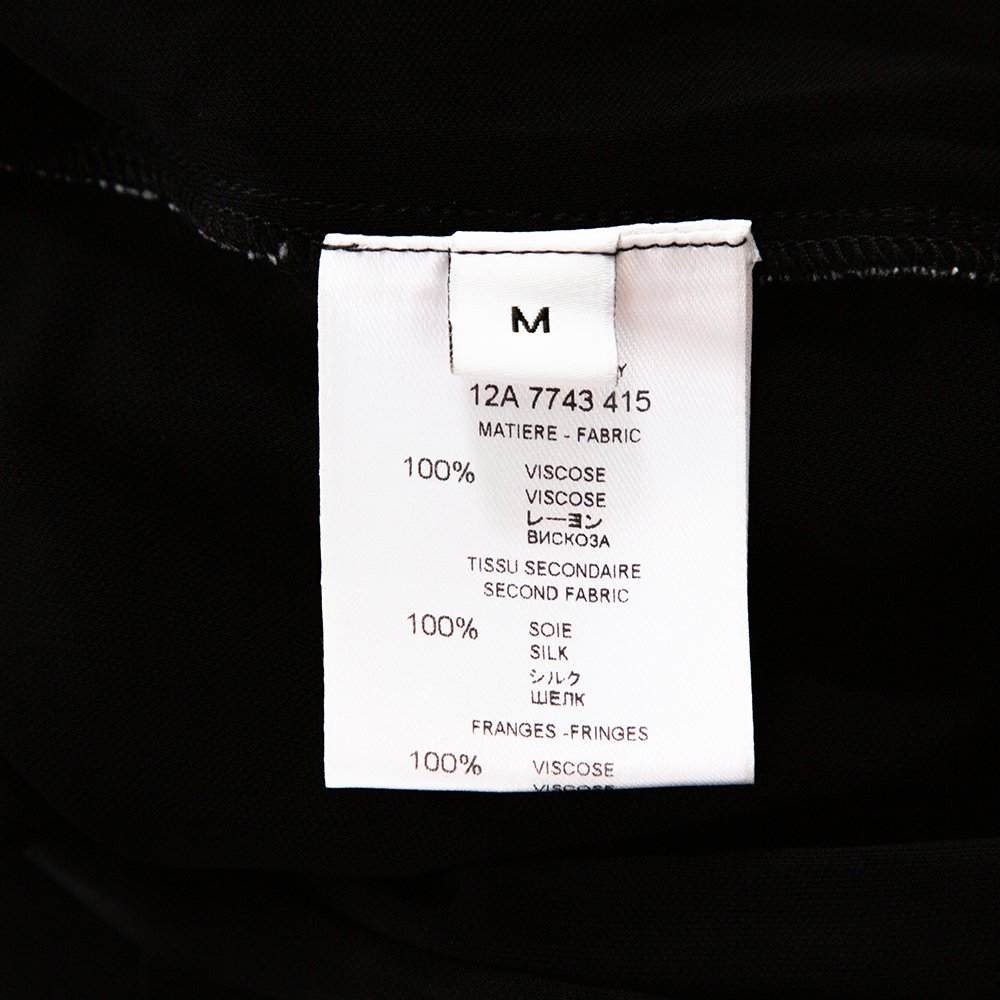 M
Y
12A 7743 415
MATIERE - FABRIC
100% VISCOSE
VISCOSE
レーヨン
ВИСКОЗА
TISSU SECONDAIRE
SECOND FABRIC
100% SOIE
SILK
シルク
ШЕЛК
FRANGES -FRINGES
100% VISCOSE
VISCOSE